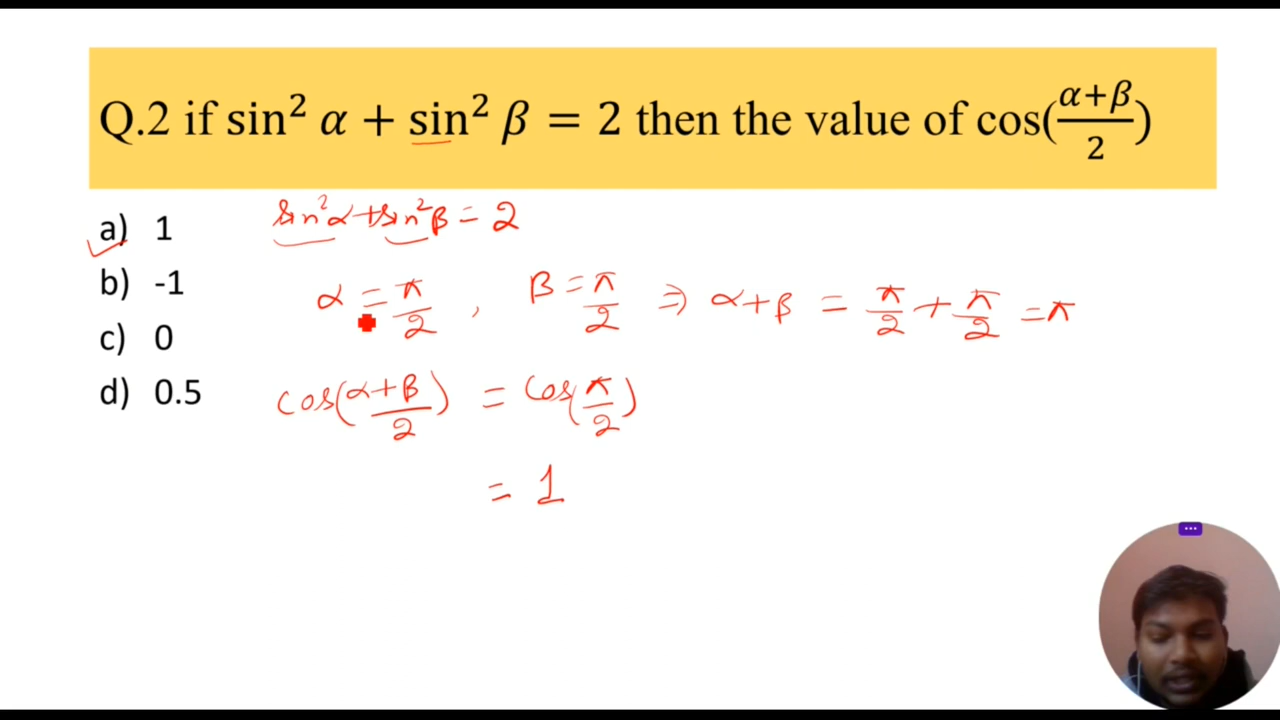 Q.2 if sin² α + sin² β = 2 then the value of cos((α+β)/2)
a) 1
b) -1
c) 0
d) 0.5
sin²α + sin²β = 2
α = π/2 , β = π/2 ⇒ α+β = π/2 + π/2 = π
cos((α+β)/2) = cos(π/2)
= 1